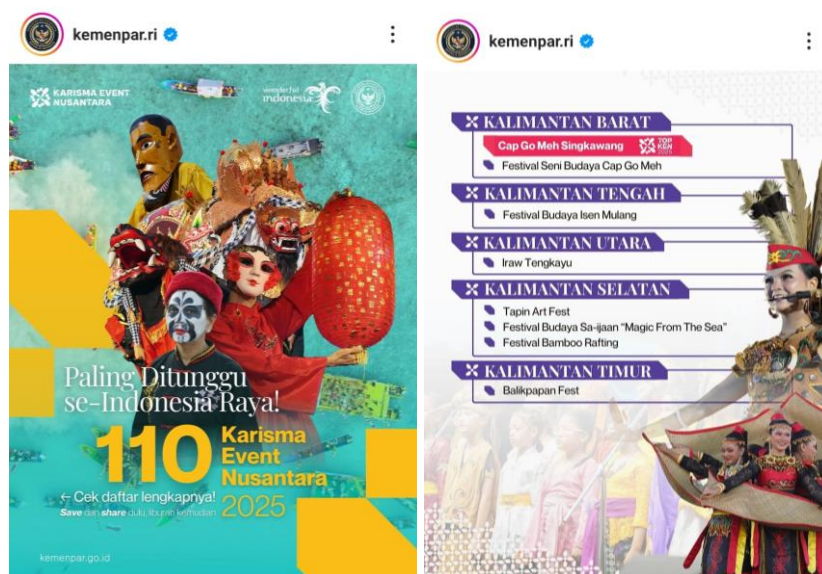 kemenpar.ri
KARISMA EVENT
NUSANTARA
wonderful
indonesia
Paling Ditunggu
se-Indonesia Raya!
110 Karisma
Event
Nusantara
2025
← Cek daftar lengkapnya!
Save dan share dulu, liburan kemudian
kemenpar.go.id
kemenpar.ri
KALIMANTAN BARAT
Cap Go Meh Singkawang TOP
KEN
2025
Festival Seni Budaya Cap Go Meh
KALIMANTAN TENGAH
Festival Budaya Isen Mulang
KALIMANTAN UTARA
Iraw Tengkayu
KALIMANTAN SELATAN
Tapin Art Fest
Festival Budaya Sa-ijaan “Magic From The Sea”
Festival Bamboo Rafting
KALIMANTAN TIMUR
Balikpapan Fest